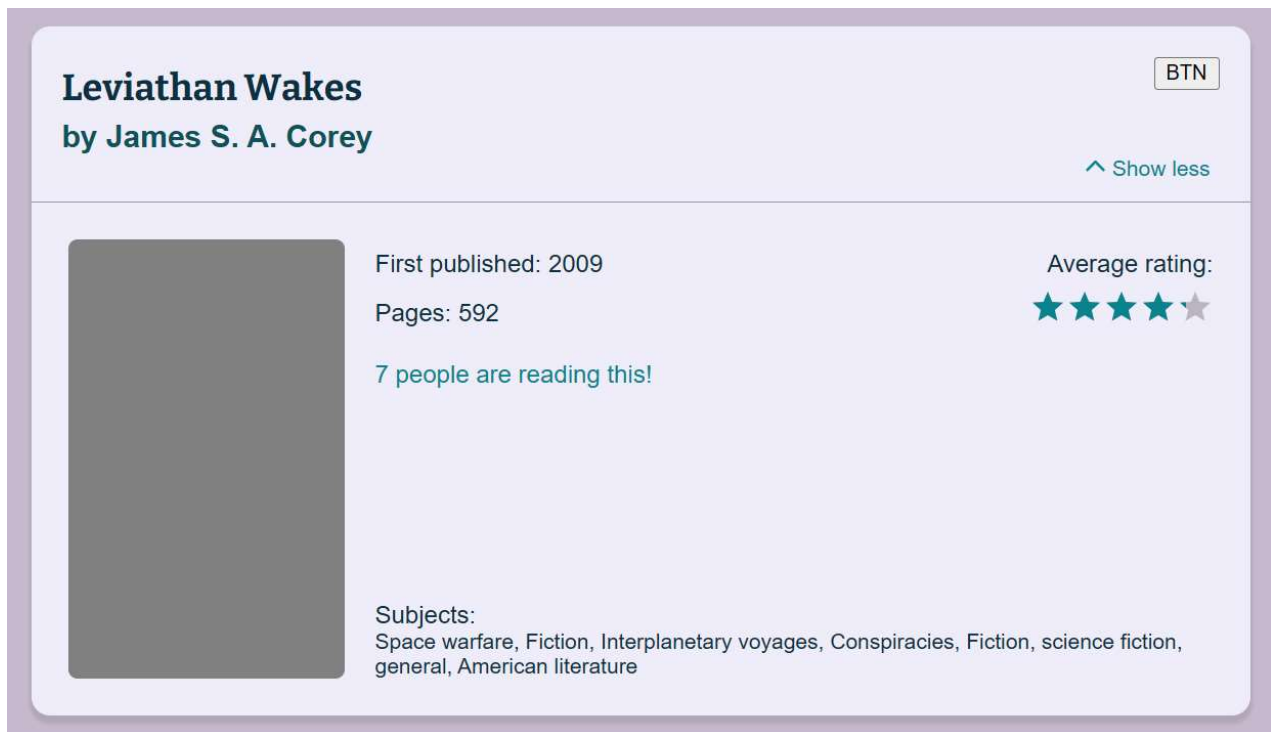 Leviathan Wakes
BTN
by James S. A. Corey
Show less
First published: 2009
Average rating:
Pages: 592
7 people are reading this!
Subjects:
Space warfare, Fiction, Interplanetary voyages, Conspiracies, Fiction, science fiction,
general, American literature